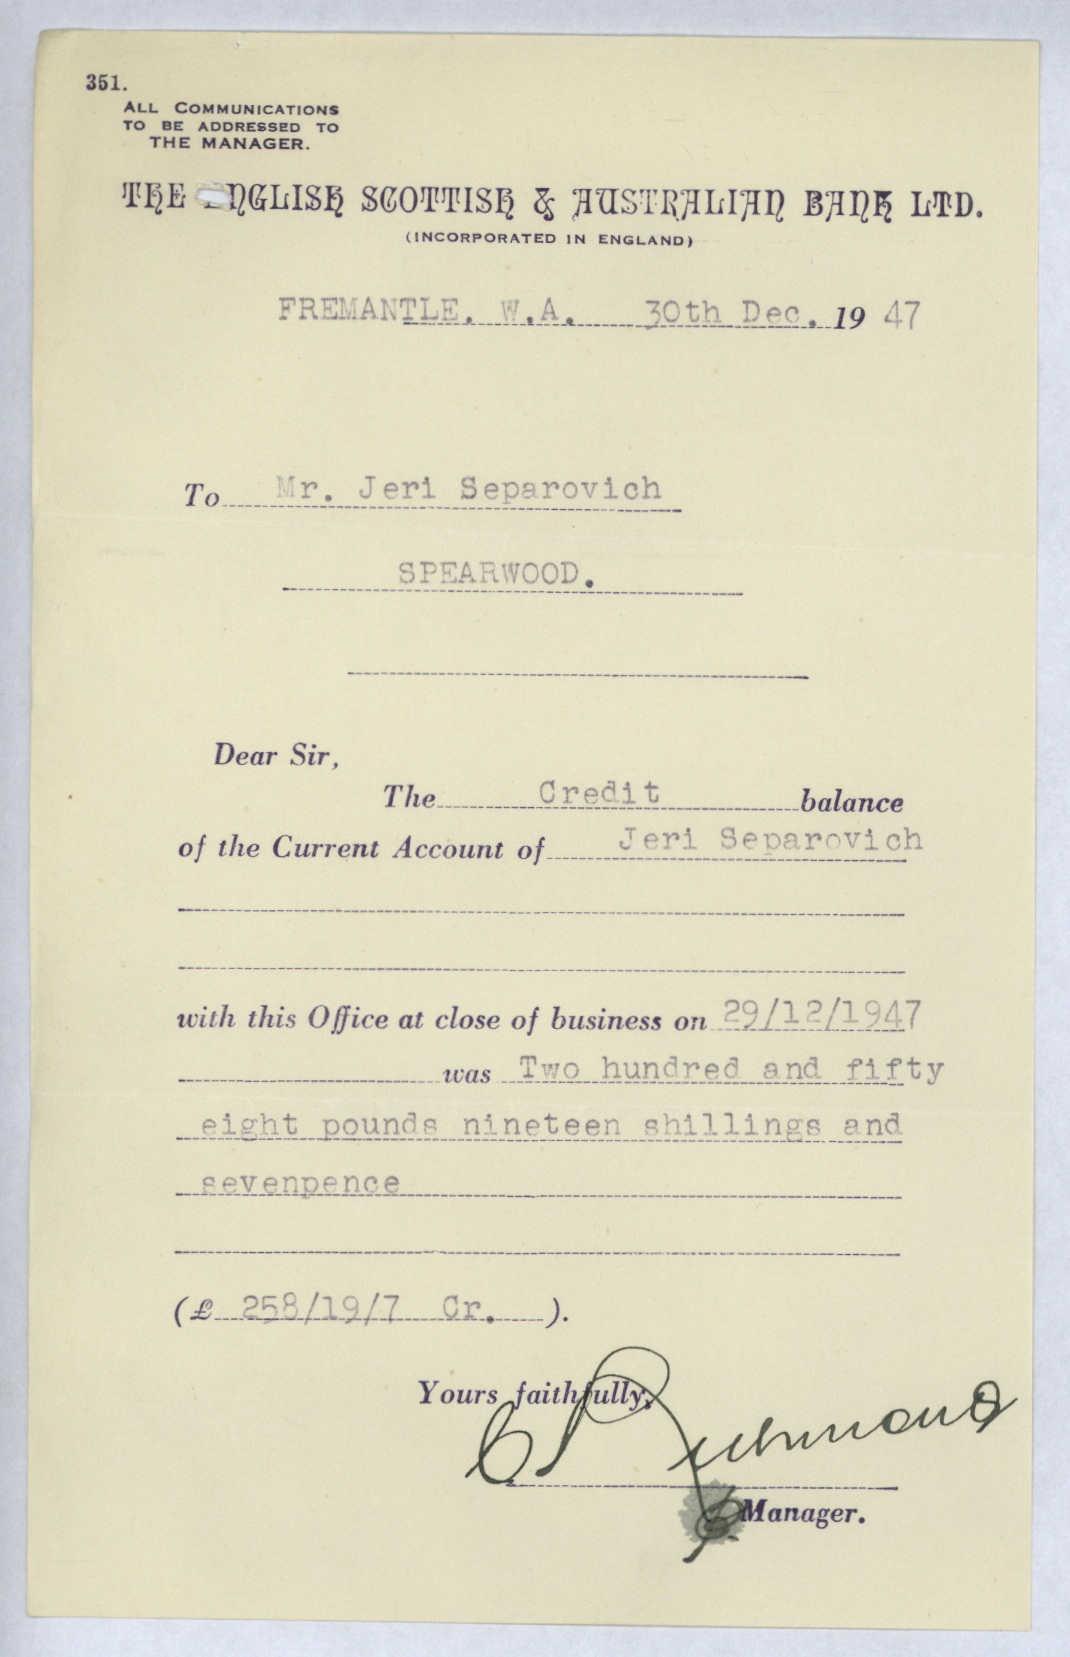 351.
ALL COMMUNICATIONS
TO BE ADDRESSED TO
THE MANAGER.
THE ENGLISH SCOTTISH & AUSTRALIAN BANK LTD.
(INCORPORATED IN ENGLAND)
FREMANTLE. W.A. 30th Dec. 19 47
To Mr. Jeri Separovich
SPEARWOOD.
Dear Sir,
The Credit balance
of the Current Account of Jeri Separovich
with this Office at close of business on 29/12/1947
was Two hundred and fifty
eight pounds nineteen shillings and
sevenpence
(£ 258/19/7 Cr. ).
Yours faithfully,
Manager.